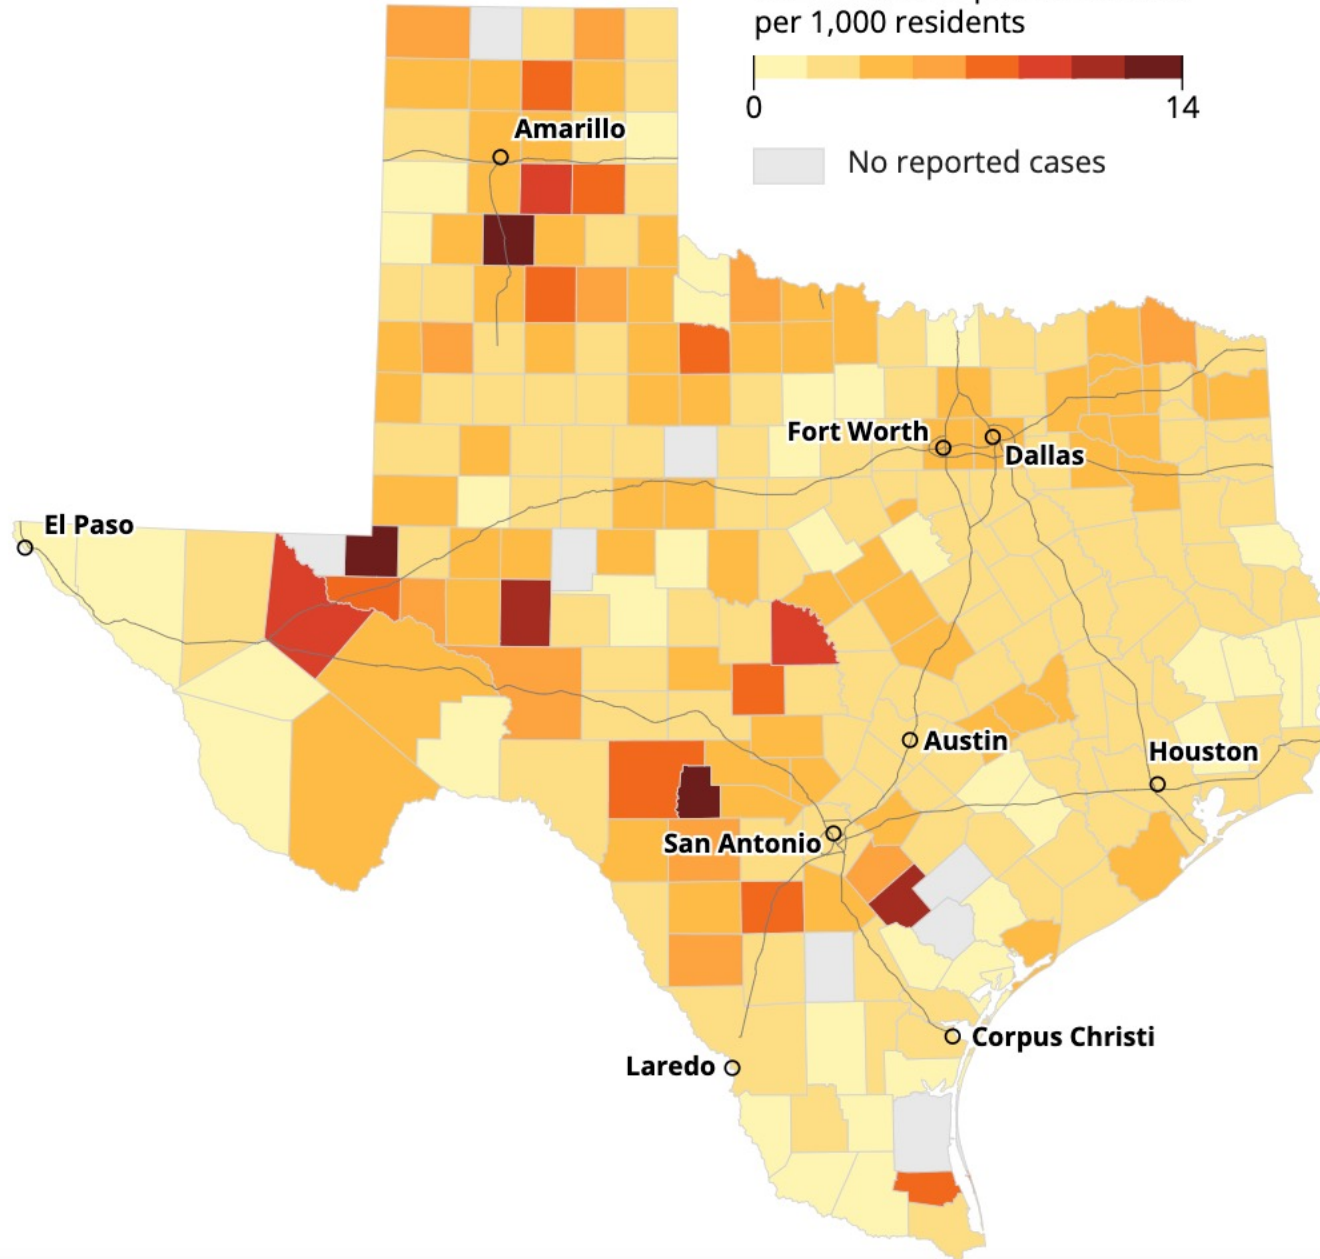 per 1,000 residents
0
14
No reported cases
Amarillo
Fort Worth
Dallas
El Paso
Austin
Houston
San Antonio
Corpus Christi
Laredo